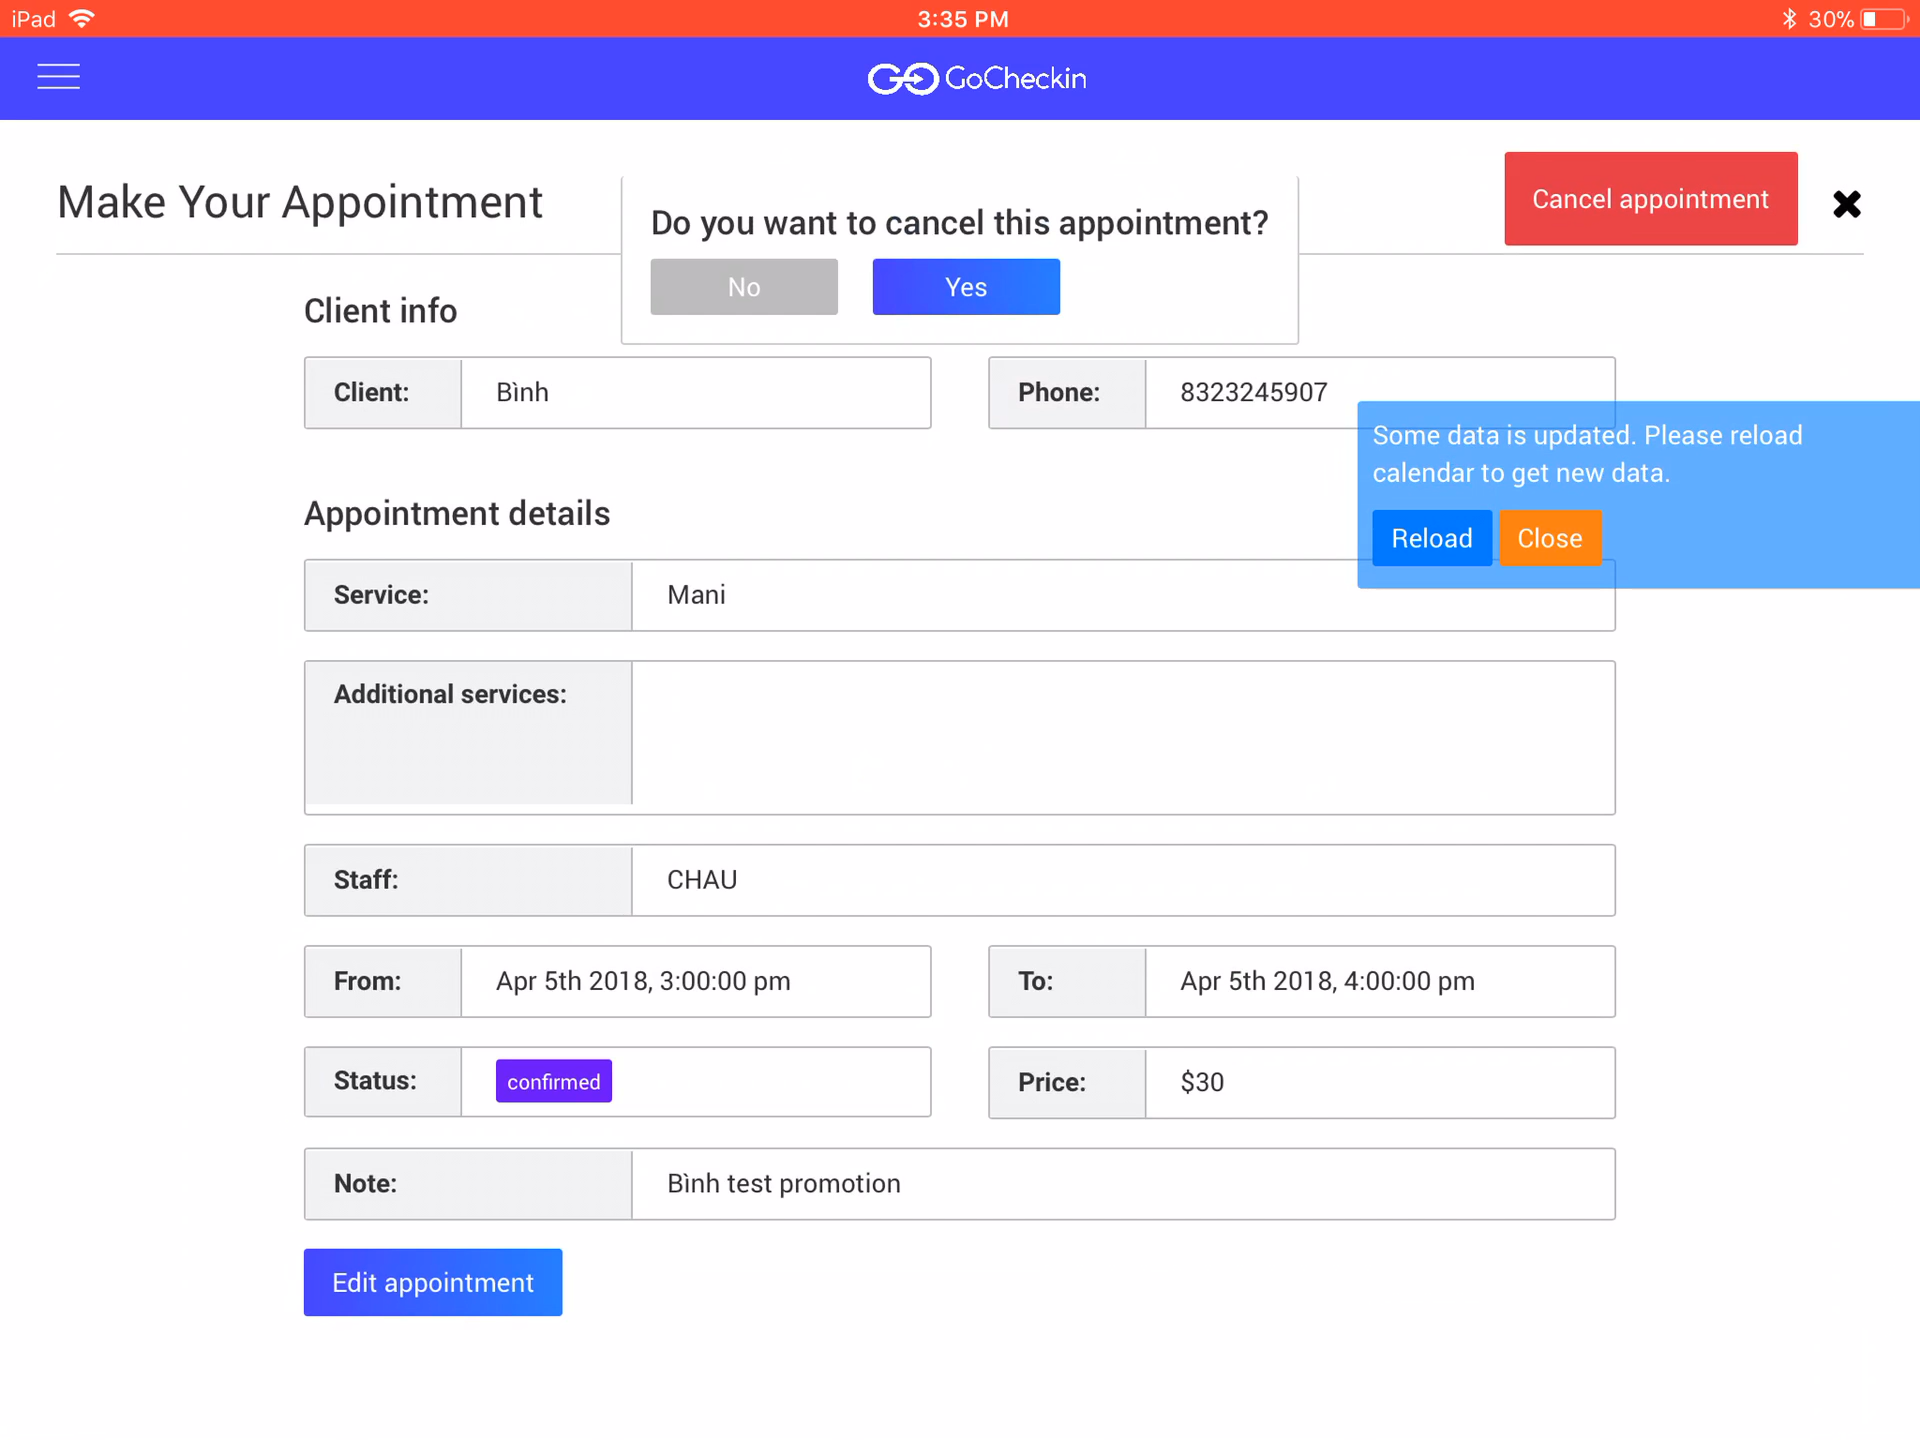 iPad
3:35 PM
30%
GoCheckin
Make Your Appointment
Do you want to cancel this appointment?
No
Yes
Cancel appointment
Client info
Client:
Bình
Phone:
8323245907
Some data is updated. Please reload
calendar to get new data.
Reload
Close
Appointment details
Service:
Mani
Additional services:
Staff:
CHAU
From:
Apr 5th 2018, 3:00:00 pm
To:
Apr 5th 2018, 4:00:00 pm
Status:
confirmed
Price:
$30
Note:
Bình test promotion
Edit appointment